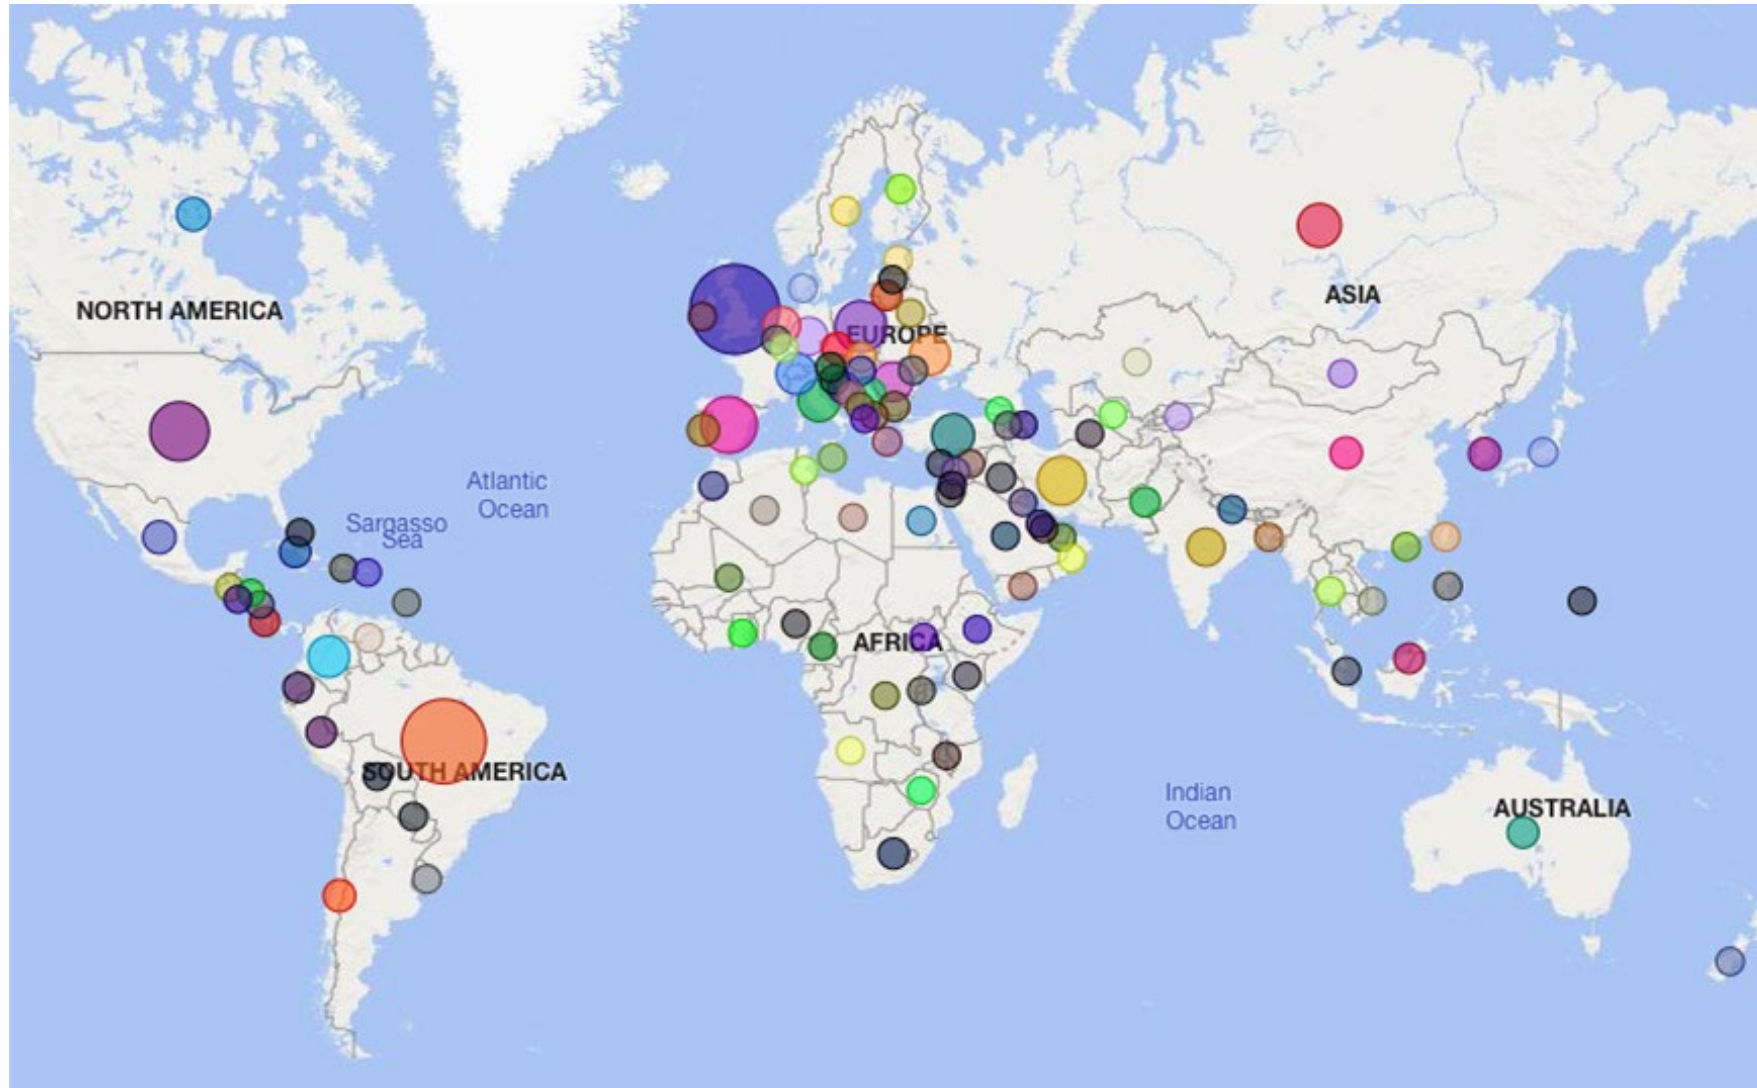 NORTH AMERICA
EUROPE
ASIA
Atlantic
Ocean
Sargasso
Sea
AFRICA
SOUTH AMERICA
Indian
Ocean
AUSTRALIA